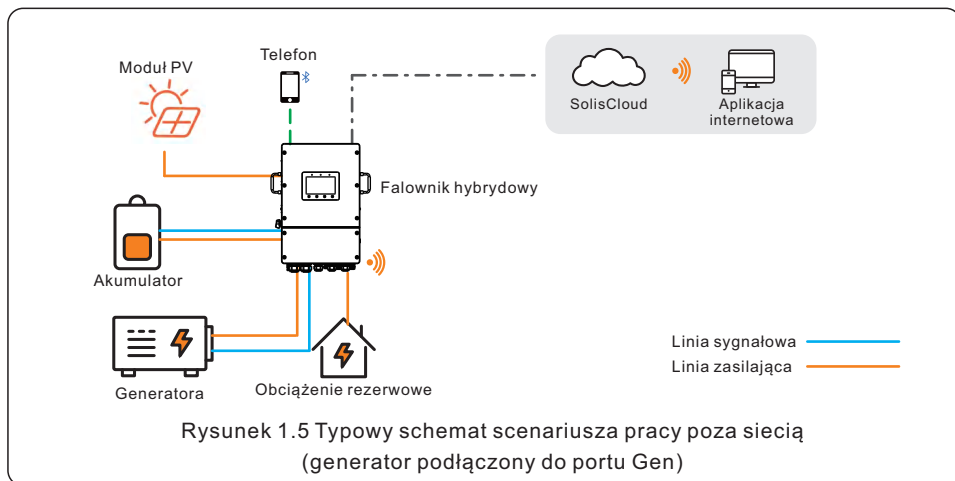 Telefon
Moduł PV
SolisCloud
Aplikacja
internetowa
Falownik hybrydowy
Akumulator
Generatora
Obciążenie rezerwowe
Linia sygnałowa
Linia zasilająca
Rysunek 1.5 Typowy schemat scenariusza pracy poza siecią
(generator podłączony do portu Gen)